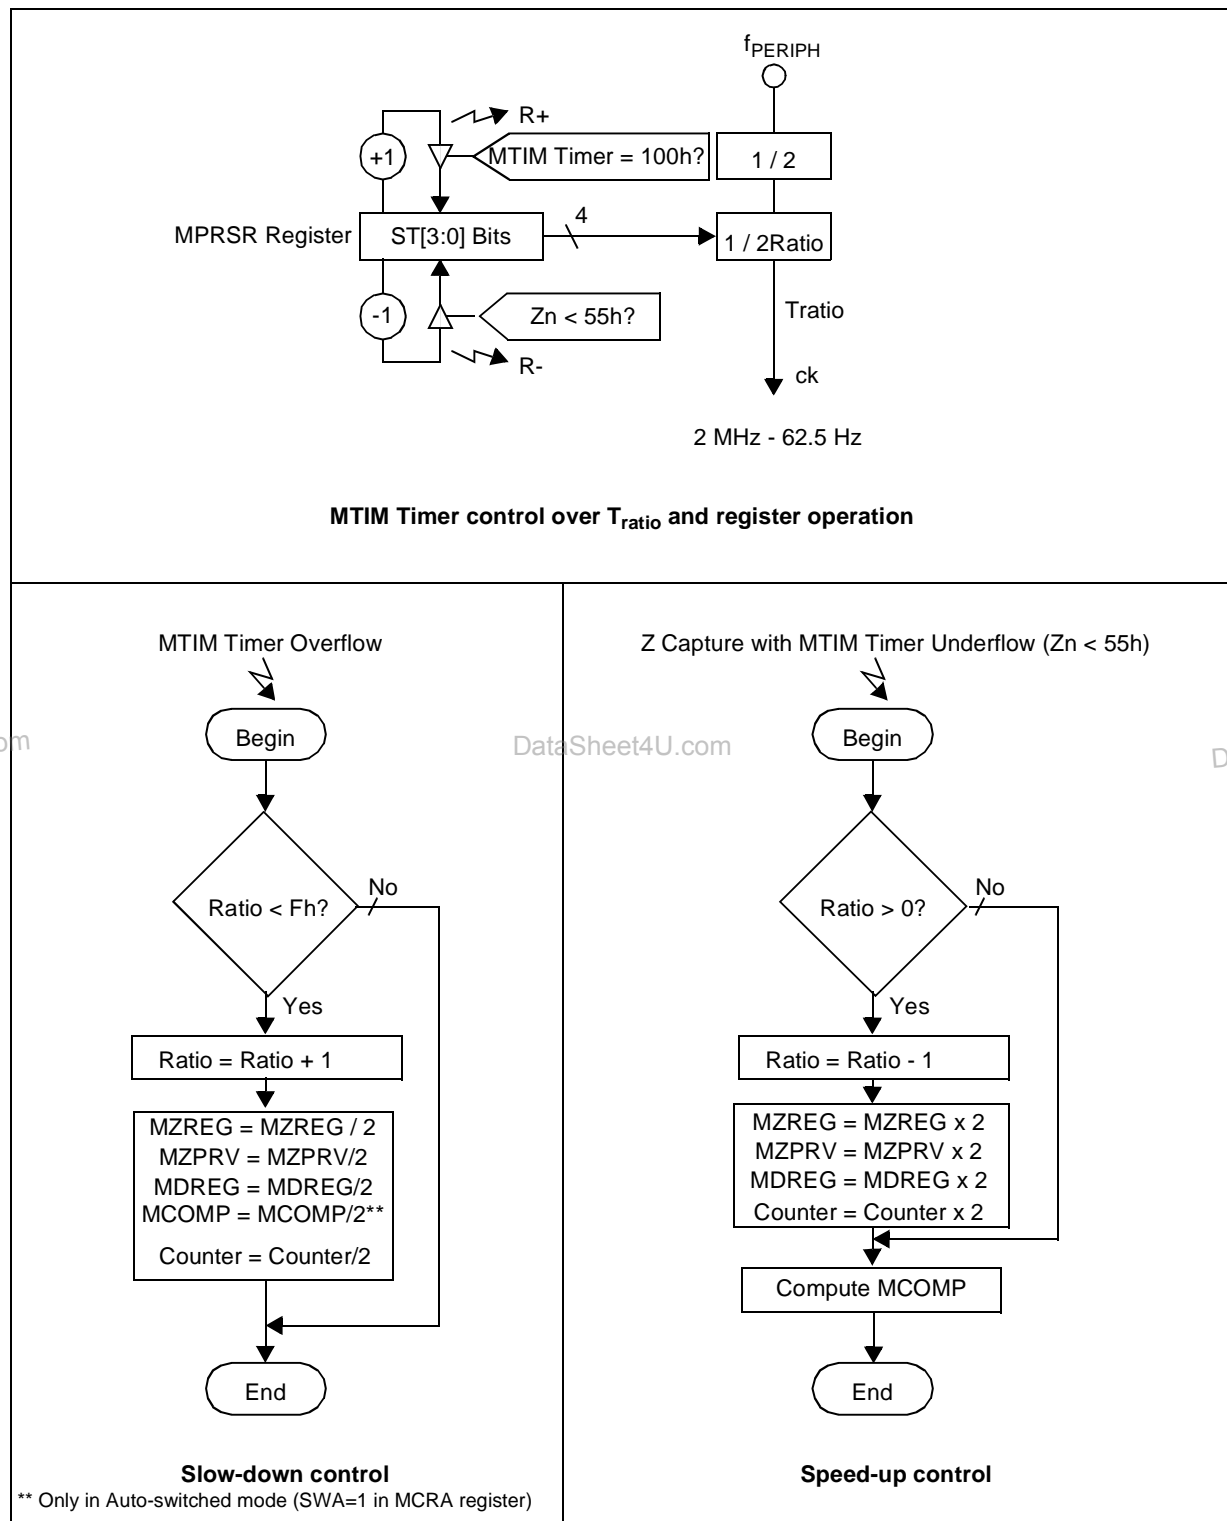 fPERIPH
R+
+1
MTIM Timer = 100h?
1 / 2
4
MPRSR Register
ST[3:0] Bits
1 / 2Ratio
-1
Zn < 55h?
Tratio
R-
ck
2 MHz - 62.5 Hz
MTIM Timer control over Tratio and register operation
MTIM Timer Overflow
Begin
Ratio < Fh?
No
Yes
Ratio = Ratio + 1
MZREG = MZREG / 2
MZPRV = MZPRV/2
MDREG = MDREG/2
MCOMP = MCOMP/2**
Counter = Counter/2
End
Slow-down control
** Only in Auto-switched mode (SWA=1 in MCRA register)
Z Capture with MTIM Timer Underflow (Zn < 55h)
Begin
Ratio > 0?
No
Yes
Ratio = Ratio - 1
MZREG = MZREG x 2
MZPRV = MZPRV x 2
MDREG = MDREG x 2
Counter = Counter x 2
Compute MCOMP
End
Speed-up control
om
DataSheet4U.com
D